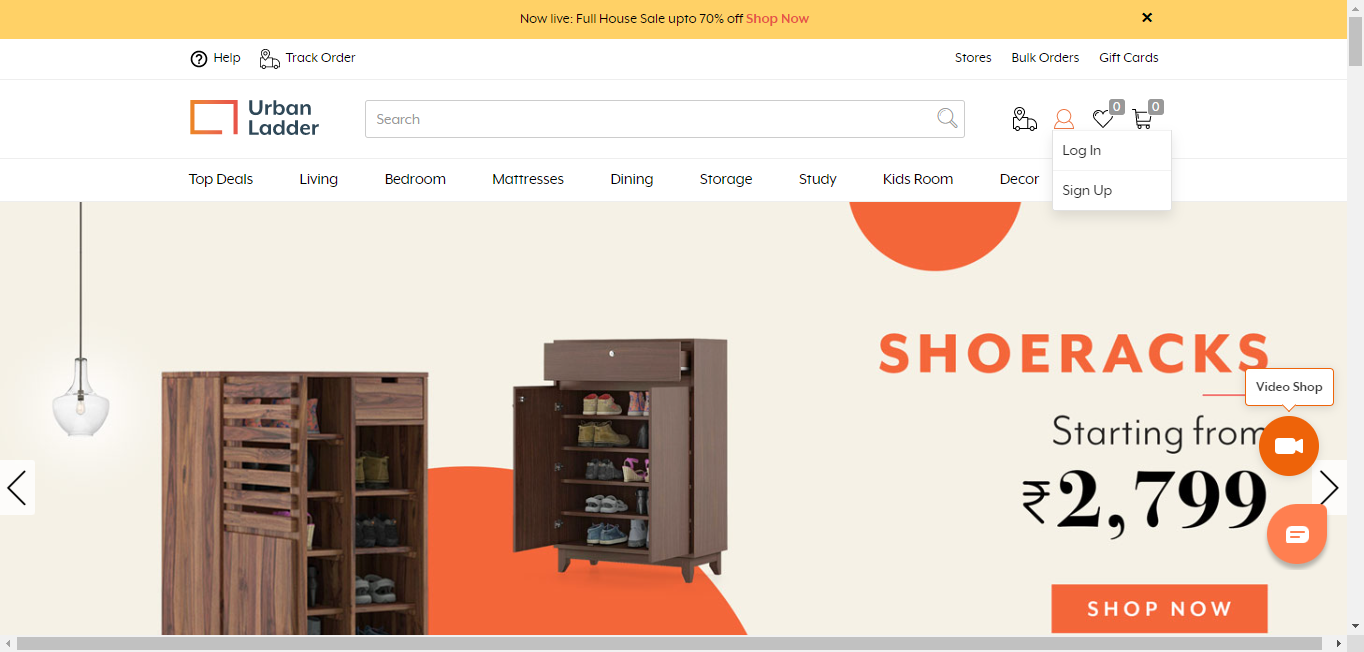 Now live: Full House Sale upto 70% off Shop Now
Help
Track Order
Stores
Bulk Orders
Gift Cards
Urban
Ladder
Search
0
0
Log In
Sign Up
Top Deals
Living
Bedroom
Mattresses
Dining
Storage
Study
Kids Room
Decor
SHOERACKS
Video Shop
Starting from
₹2,799
SHOP NOW